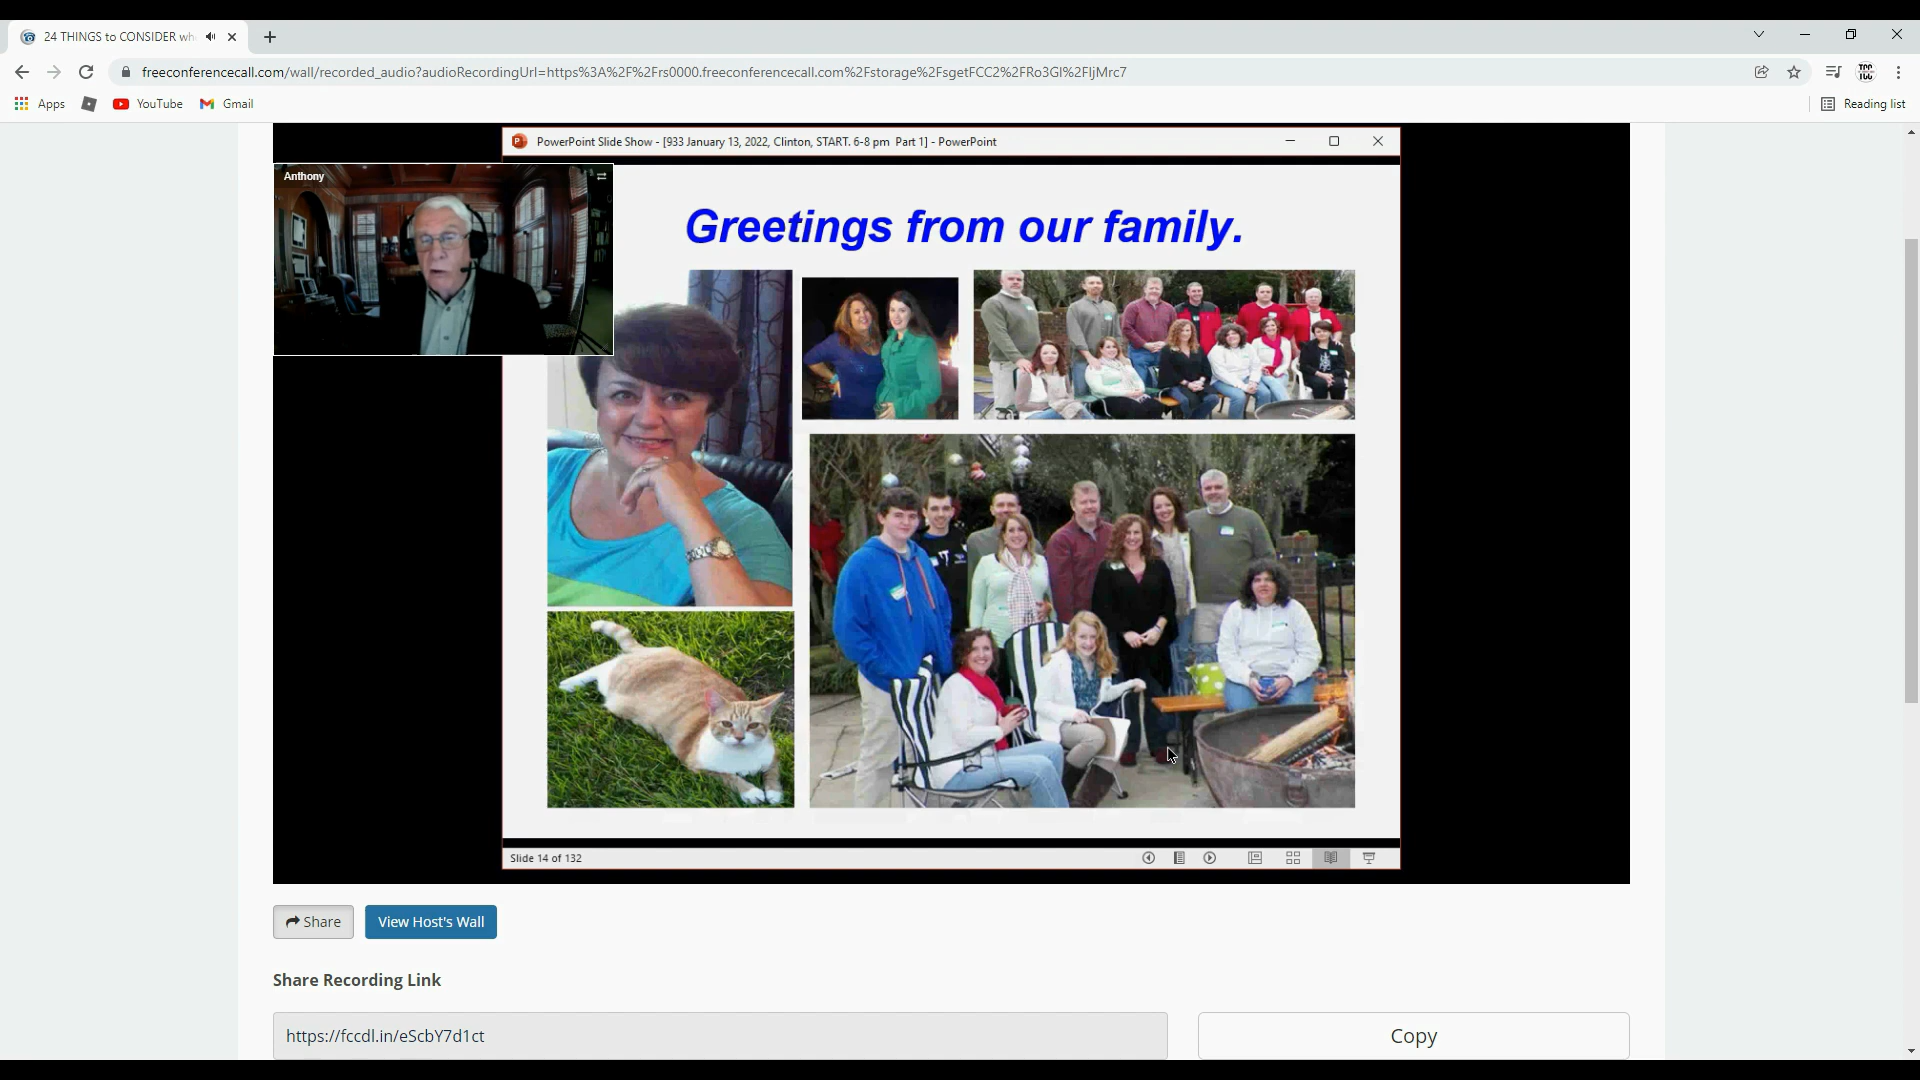 24 THINGS to CONSIDER wh
freeconferencecall.com/wall/recorded_audio?audioRecordingUrl=https%3A%2F%2Frs0000.freeconferencecall.com%2Fstorage%2FsgetFCC2%2FRo3GI%2FIjMrc7
Apps
YouTube
Gmail
Reading list
PowerPoint Slide Show - [933 January 13, 2022, Clinton, START. 6-8 pm Part 1] - PowerPoint
Anthony
Greetings from our family.
Slide 14 of 132
Share
View Host's Wall
Share Recording Link
https://fccdl.in/eScbY7d1ct
Copy